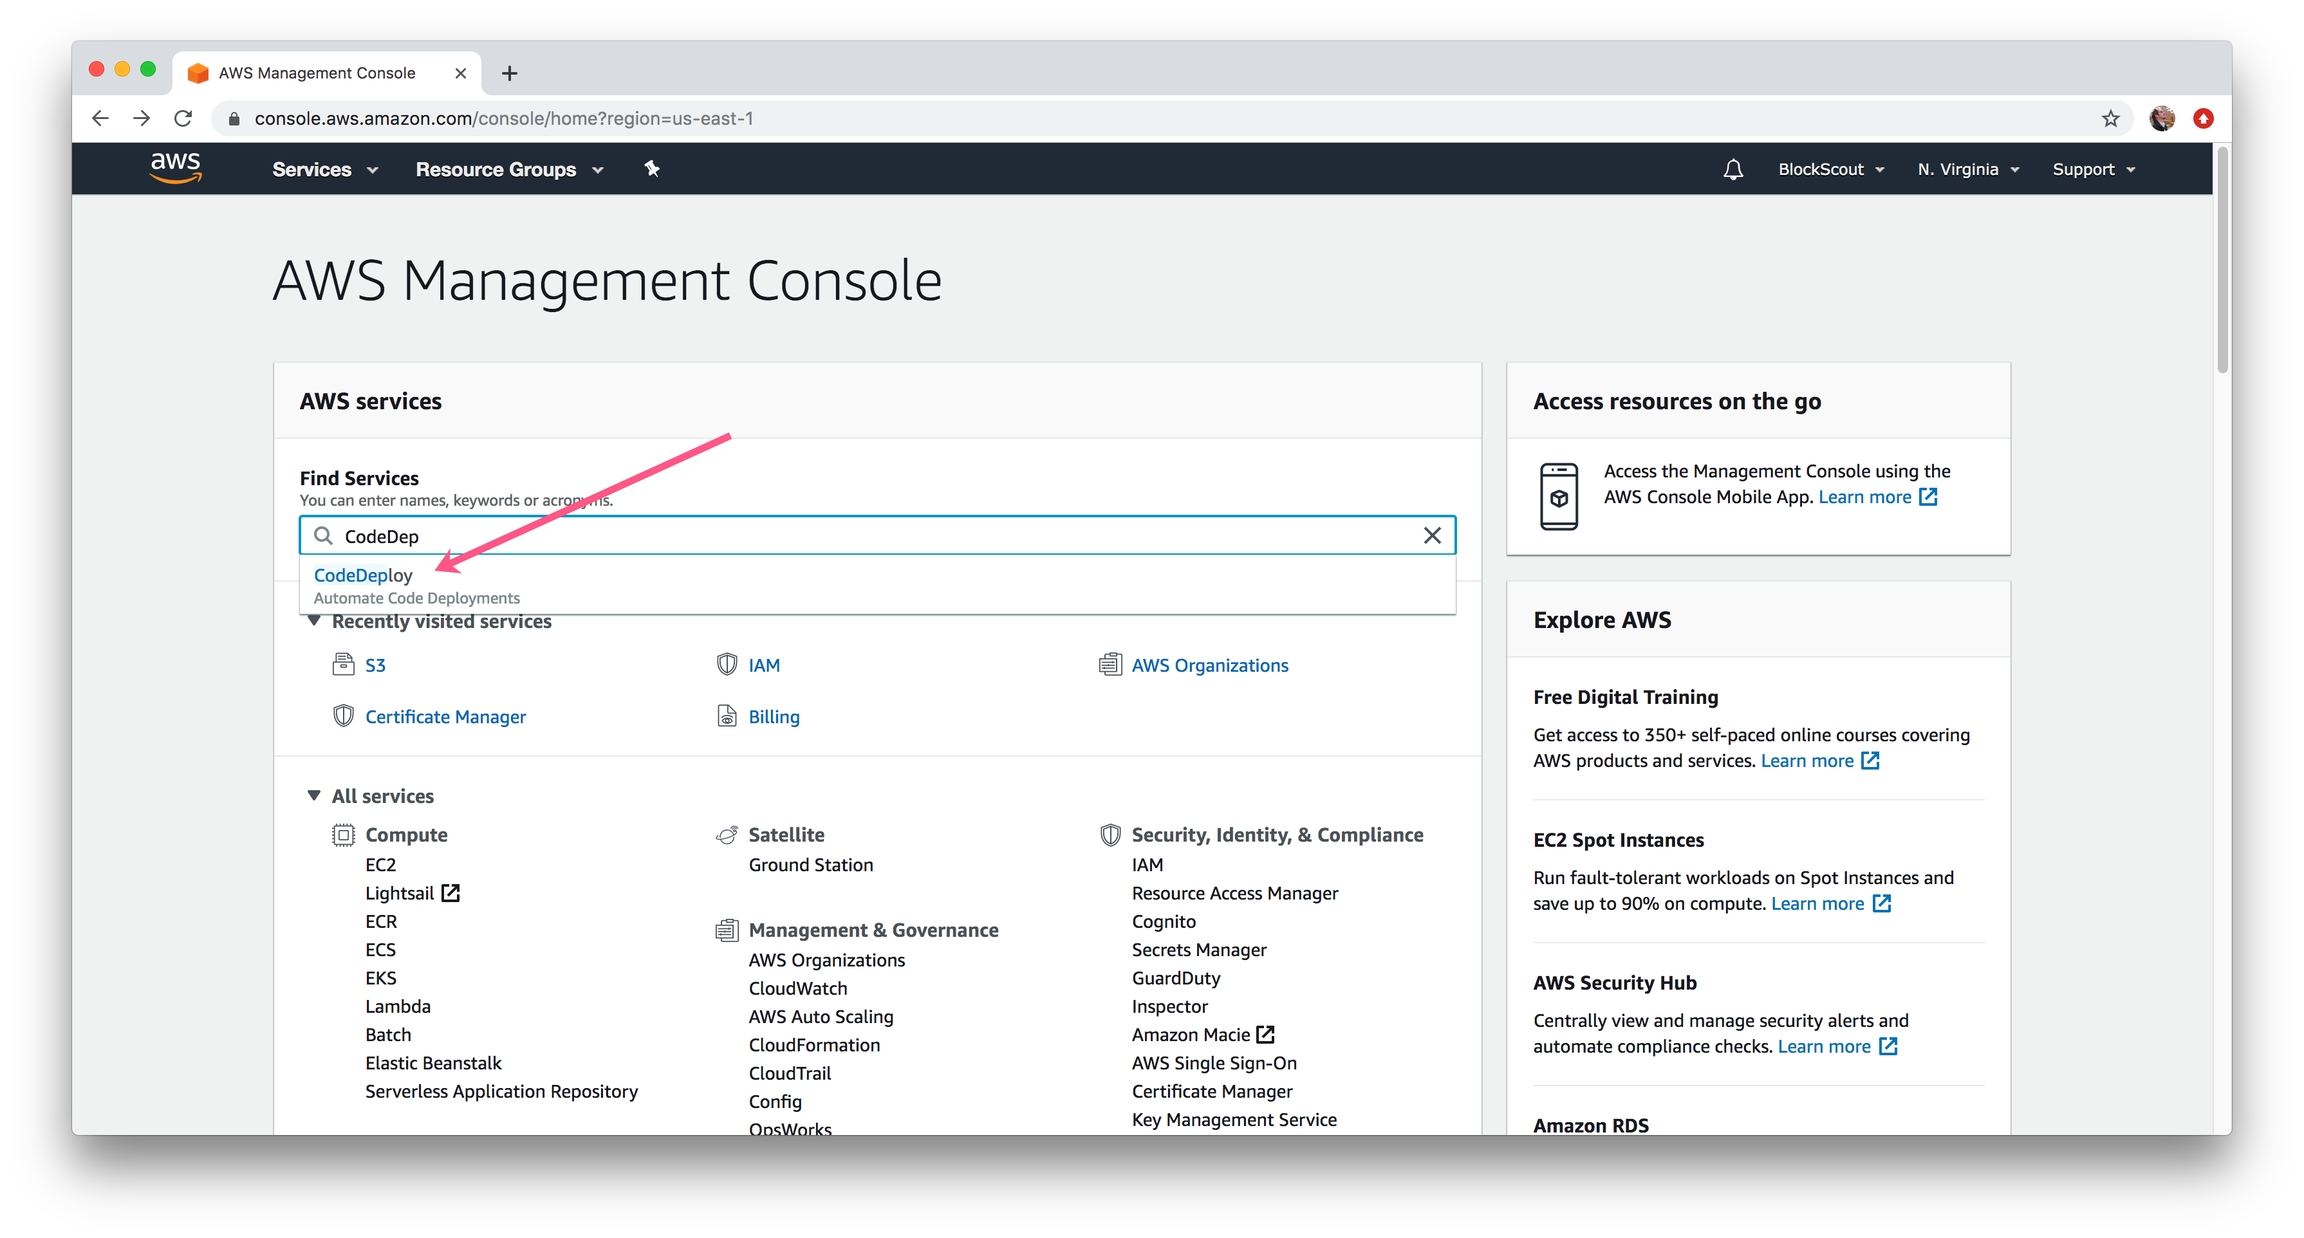 AWS Management Console
console.aws.amazon.com/console/home?region=us-east-1
aws
Services
Resource Groups
BlockScout
N. Virginia
Support
AWS Management Console
AWS services
Find Services
You can enter names, keywords or acronyms.
CodeDep
CodeDeploy
Automate Code Deployments
Recently visited services
S3
IAM
AWS Organizations
Certificate Manager
Billing
All services
Compute
EC2
Lightsail
ECR
ECS
EKS
Lambda
Batch
Elastic Beanstalk
Serverless Application Repository
Satellite
Ground Station
Management & Governance
AWS Organizations
CloudWatch
AWS Auto Scaling
CloudFormation
CloudTrail
Config
OpsWorks
Security, Identity, & Compliance
IAM
Resource Access Manager
Cognito
Secrets Manager
GuardDuty
Inspector
Amazon Macie
AWS Single Sign-On
Certificate Manager
Key Management Service
Access resources on the go
Access the Management Console using the
AWS Console Mobile App. Learn more
Explore AWS
Free Digital Training
Get access to 350+ self-paced online courses covering
AWS products and services. Learn more
EC2 Spot Instances
Run fault-tolerant workloads on Spot Instances and
save up to 90% on compute. Learn more
AWS Security Hub
Centrally view and manage security alerts and
automate compliance checks. Learn more
Amazon RDS